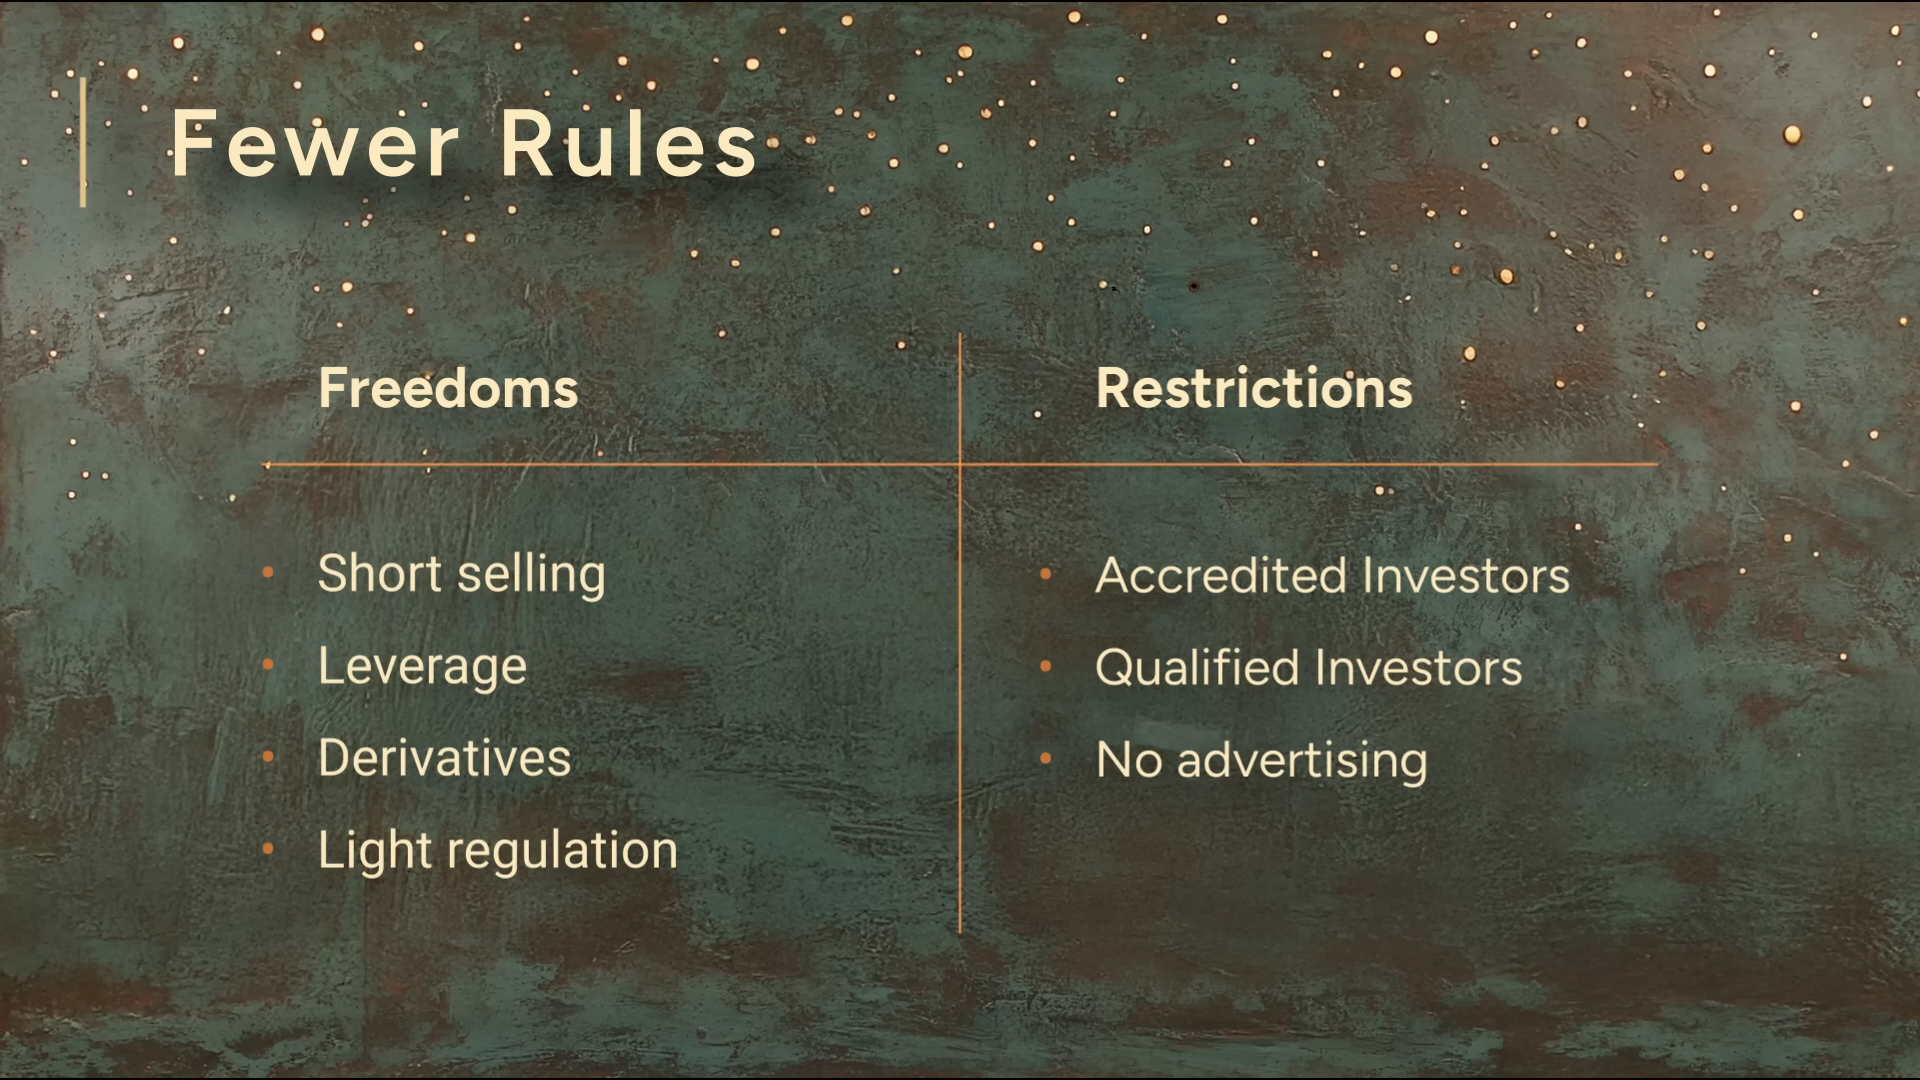 Fewer Rules
Freedoms
Restrictions
Short selling
Leverage
Derivatives
Light regulation
Accredited Investors
Qualified Investors
No advertising